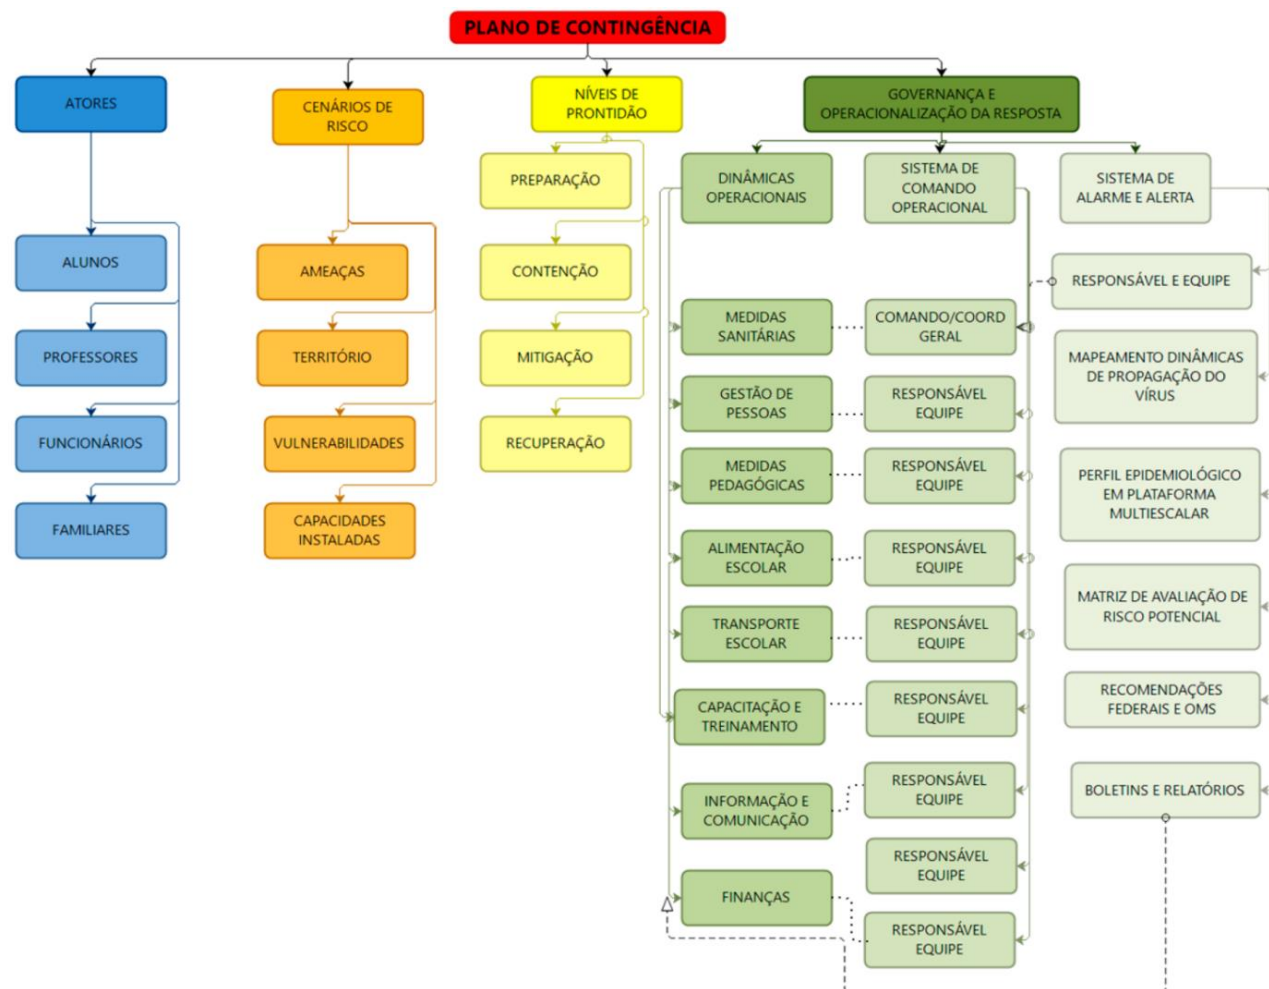 PLANO DE CONTINGÊNCIA
ATORES
CENÁRIOS DE
RISCO
NÍVEIS DE
PRONTIDÃO
GOVERNANÇA E
OPERACIONALIZAÇÃO DA RESPOSTA
ALUNOS
PROFESSORES
FUNCIONÁRIOS
FAMILIARES
AMEAÇAS
TERRITÓRIO
VULNERABILIDADES
CAPACIDADES
INSTALADAS
PREPARAÇÃO
CONTENÇÃO
MITIGAÇÃO
RECUPERAÇÃO
DINÂMICAS
OPERACIONAIS
MEDIDAS
SANITÁRIAS
GESTÃO DE
PESSOAS
MEDIDAS
PEDAGÓGICAS
ALIMENTAÇÃO
ESCOLAR
TRANSPORTE
ESCOLAR
CAPACITAÇÃO E
TREINAMENTO
INFORMAÇÃO E
COMUNICAÇÃO
FINANÇAS
SISTEMA DE
COMANDO
OPERACIONAL
COMANDO/COORD
GERAL
RESPONSÁVEL
EQUIPE
RESPONSÁVEL
EQUIPE
RESPONSÁVEL
EQUIPE
RESPONSÁVEL
EQUIPE
RESPONSÁVEL
EQUIPE
RESPONSÁVEL
EQUIPE
RESPONSÁVEL
EQUIPE
RESPONSÁVEL
EQUIPE
SISTEMA DE
ALARME E ALERTA
RESPONSÁVEL E EQUIPE
MAPEAMENTO DINÂMICAS
DE PROPAGAÇÃO DO
VÍRUS
PERFIL EPIDEMIOLÓGICO
EM PLATAFORMA
MULTIESCALAR
MATRIZ DE AVALIAÇÃO DE
RISCO POTENCIAL
RECOMENDAÇÕES
FEDERAIS E OMS
BOLETINS E RELATÓRIOS